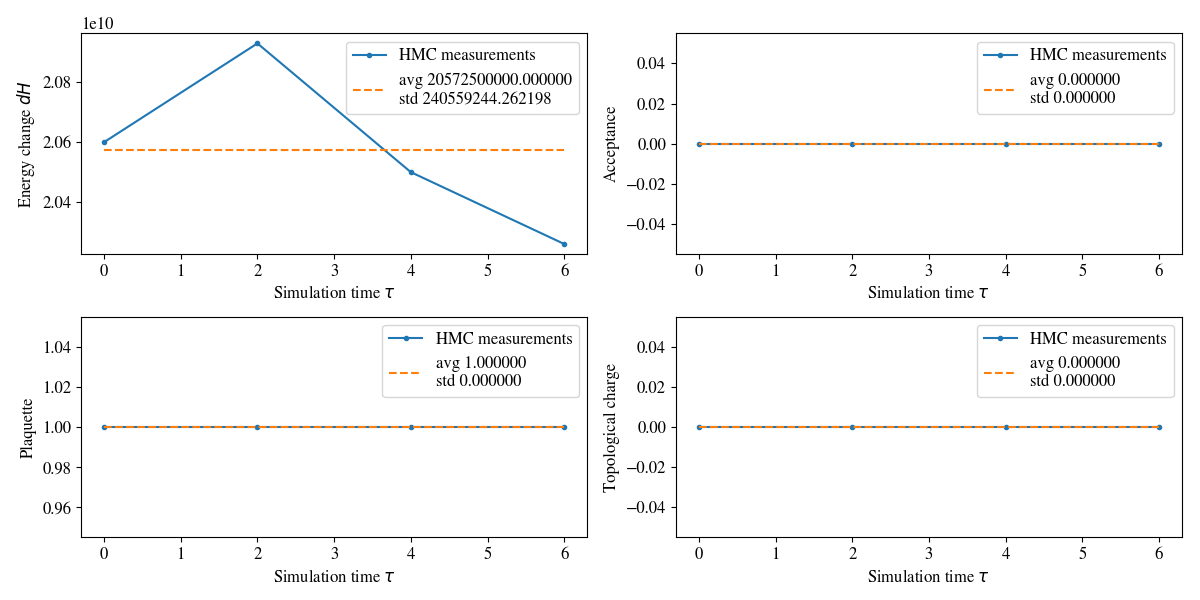 1e10
Energy change dH
2.08
2.06
2.04
HMC measurements
avg 20572500000.000000
std 240559244.262198
0 1 2 3 4 5 6
Simulation time τ
Acceptance
0.04
0.02
0.00
−0.02
−0.04
HMC measurements
avg 0.000000
std 0.000000
0 1 2 3 4 5 6
Simulation time τ
Plaquette
1.04
1.02
1.00
0.98
0.96
HMC measurements
avg 1.000000
std 0.000000
0 1 2 3 4 5 6
Simulation time τ
Topological charge
0.04
0.02
0.00
−0.02
−0.04
HMC measurements
avg 0.000000
std 0.000000
0 1 2 3 4 5 6
Simulation time τ